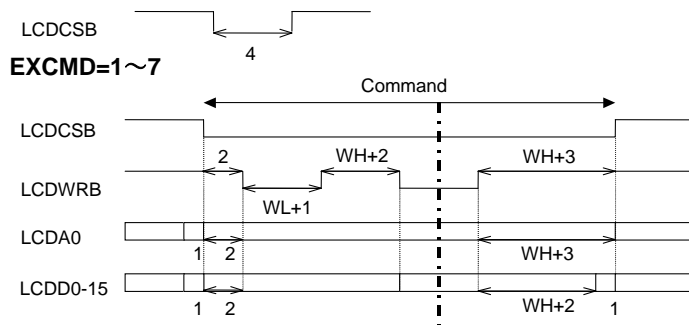 LCDCSB
4
EXCMD=1～7
Command
LCDCSB
2 WH+2 WH+3
LCDWRB
WL+1
LCDA0
1 2 WH+3
LCDD0-15
1 2 WH+2 1